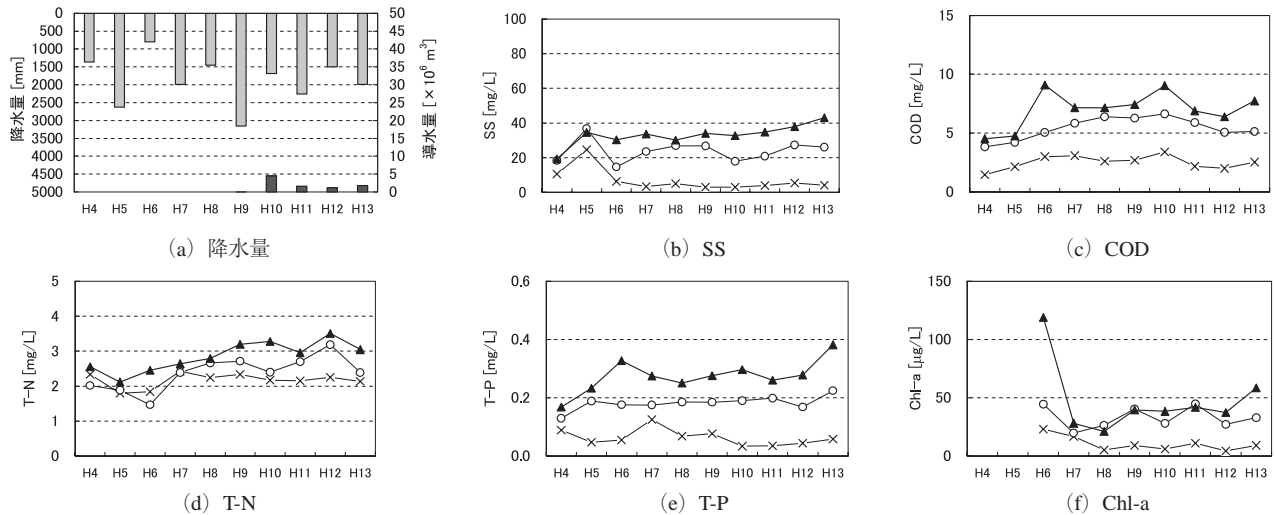 降水量 [mm]
0
500
1000
1500
2000
2500
3000
3500
4000
4500
5000
50
45
40
35
30
25
20
15
10
5
0
導水量 [×10⁶ m³]
H4 H5 H6 H7 H8 H9 H10 H11 H12 H13
(a) 降水量
SS [mg/L]
100
80
60
40
20
0
H4 H5 H6 H7 H8 H9 H10 H11 H12 H13
(b) SS
COD [mg/L]
15
10
5
0
H4 H5 H6 H7 H8 H9 H10 H11 H12 H13
(c) COD
T-N [mg/L]
5
4
3
2
1
0
H4 H5 H6 H7 H8 H9 H10 H11 H12 H13
(d) T-N
T-P [mg/L]
0.6
0.4
0.2
0.0
H4 H5 H6 H7 H8 H9 H10 H11 H12 H13
(e) T-P
Chl-a [μg/L]
150
100
50
0
H4 H5 H6 H7 H8 H9 H10 H11 H12 H13
(f) Chl-a